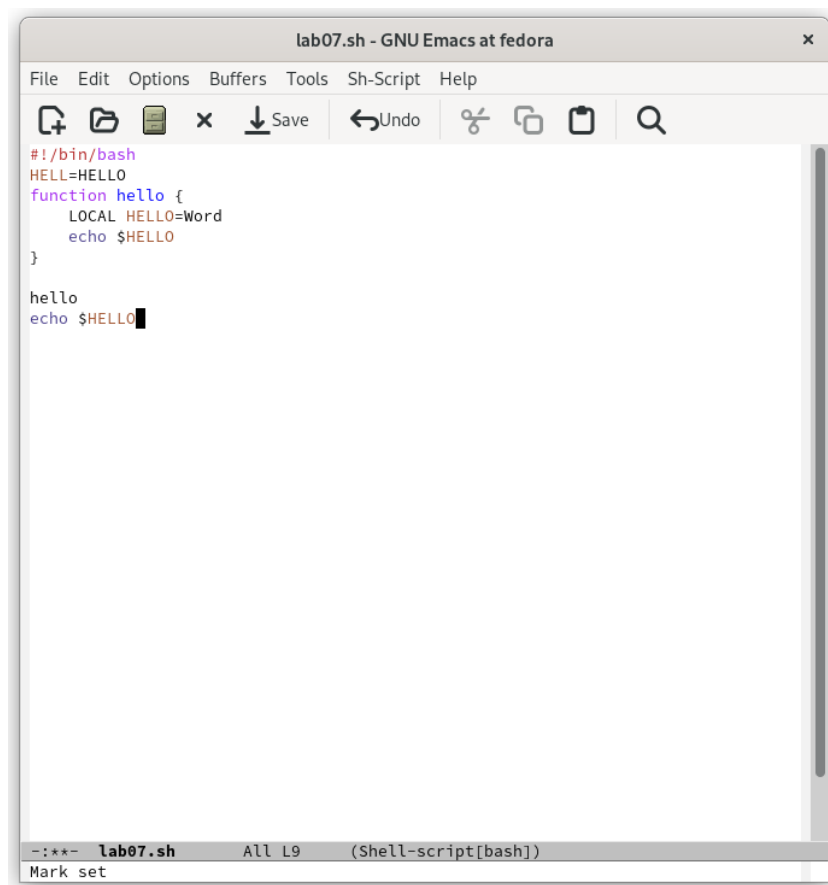 lab07.sh - GNU Emacs at fedora ×
File Edit Options Buffers Tools Sh-Script Help
Save Undo
#!/bin/bash
HELL=HELLO
function hello {
    LOCAL HELLO=Word
    echo $HELLO
}
hello
echo $HELLO
-:**- lab07.sh All L9 (Shell-script[bash])
Mark set